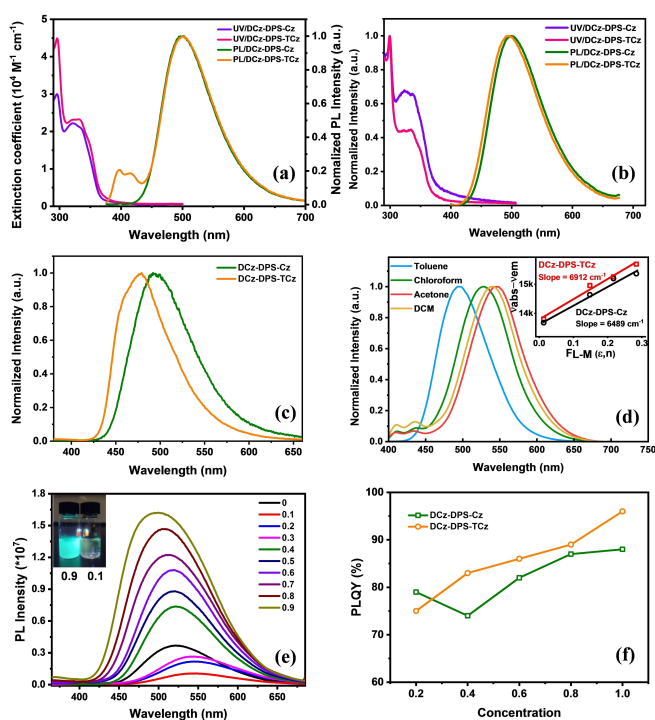 Extinction coefficient (10⁴ M⁻¹ cm⁻¹)
5
4
3
2
1
0
UV/DCz-DPS-Cz
UV/DCz-DPS-TCz
PL/DCz-DPS-Cz
PL/DCz-DPS-TCz
(a)
1.0
0.8
0.6
0.4
0.2
0.0
Nomalized PL Intensity (a.u.)
300 400 500 600 700
Wavelength (nm)
Normalized Intensity (a.u.)
1.0
0.8
0.6
0.4
0.2
0.0
UV/DCz-DPS-Cz
UV/DCz-DPS-TCz
PL/DCz-DPS-Cz
PL/DCz-DPS-TCz
(b)
300 400 500 600 700
Wavelength (nm)
Normalized Intensity (a.u.)
1.0
0.8
0.6
0.4
0.2
0.0
DCz-DPS-Cz
DCz-DPS-TCz
(c)
400 450 500 550 600 650
Wavelength (nm)
Normalized Intensity (a.u.)
1.0
0.8
0.6
0.4
0.2
0.0
Toluene
Chloroform
Acetone
DCM
νabs−νem
15k
14k
DCz-DPS-TCz
Slope = 6912 cm⁻¹
DCz-DPS-Cz
Slope = 6489 cm⁻¹
0.0 0.1 0.2 0.3
FL-M (ε,n)
(d)
400 450 500 550 600 650 700 750
Wavelength (nm)
PL Inensity (*10⁷)
1.8
1.5
1.2
0.9
0.6
0.3
0.0
0.9 0.1
0
0.1
0.2
0.3
0.4
0.5
0.6
0.7
0.8
0.9
(e)
400 450 500 550 600 650
Wavelength (nm)
PLQY (%)
100
90
80
70
60
DCz-DPS-Cz
DCz-DPS-TCz
(f)
0.2 0.4 0.6 0.8 1.0
Concentration